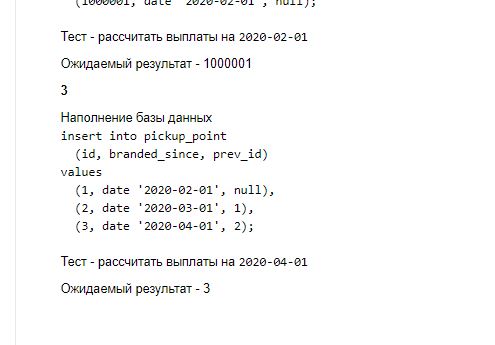 (1000001, date '2020-02-01', null);
Тест - рассчитать выплаты на 2020-02-01
Ожидаемый результат - 1000001
3
Наполнение базы данных
insert into pickup_point
(id, branded_since, prev_id)
values
(1, date '2020-02-01', null),
(2, date '2020-03-01', 1),
(3, date '2020-04-01', 2);
Тест - рассчитать выплаты на 2020-04-01
Ожидаемый результат - 3